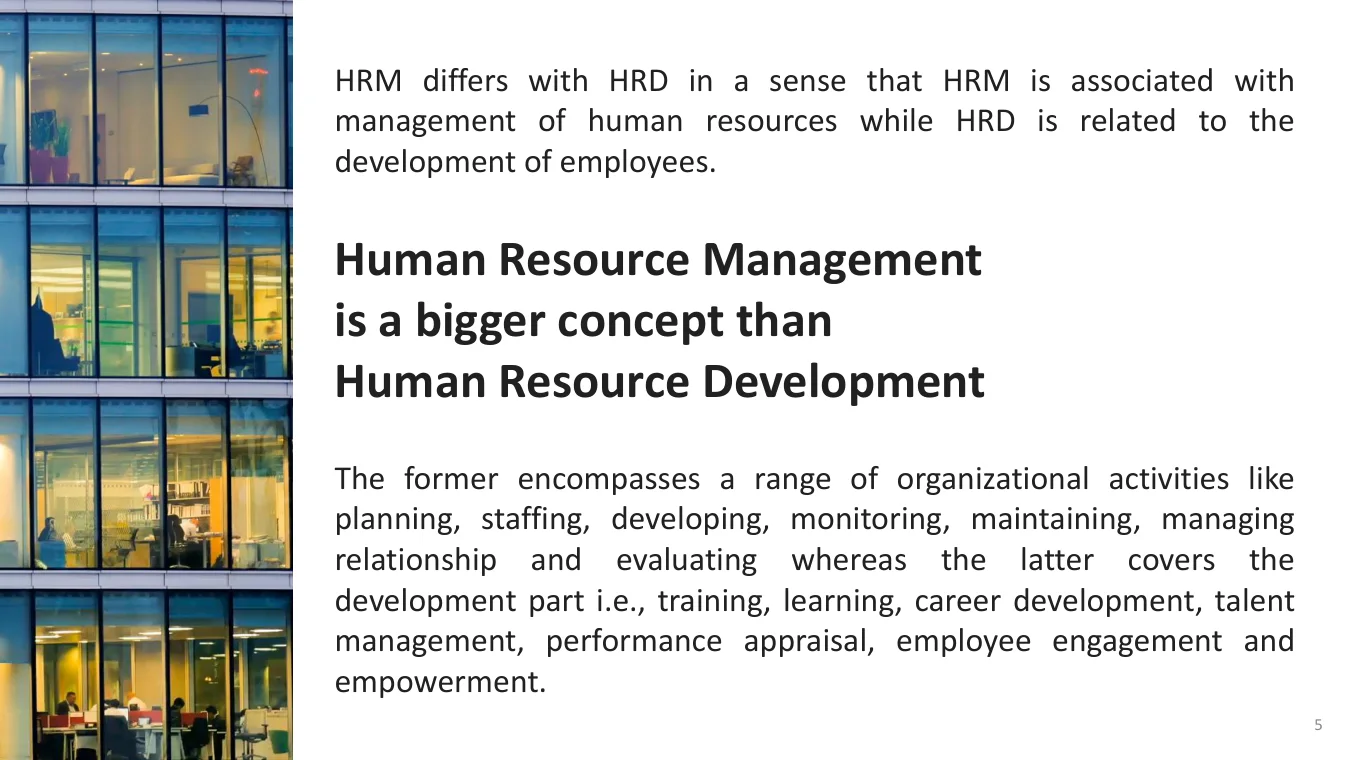 HRM differs with HRD in a sense that HRM is associated with
management of human resources while HRD is related to the
development of employees.
Human Resource Management
is a bigger concept than
Human Resource Development
The former encompasses a range of organizational activities like
planning, staffing, developing, monitoring, maintaining, managing
relationship and evaluating whereas the latter covers the
development part i.e., training, learning, career development, talent
management, performance appraisal, employee engagement and
empowerment.
5